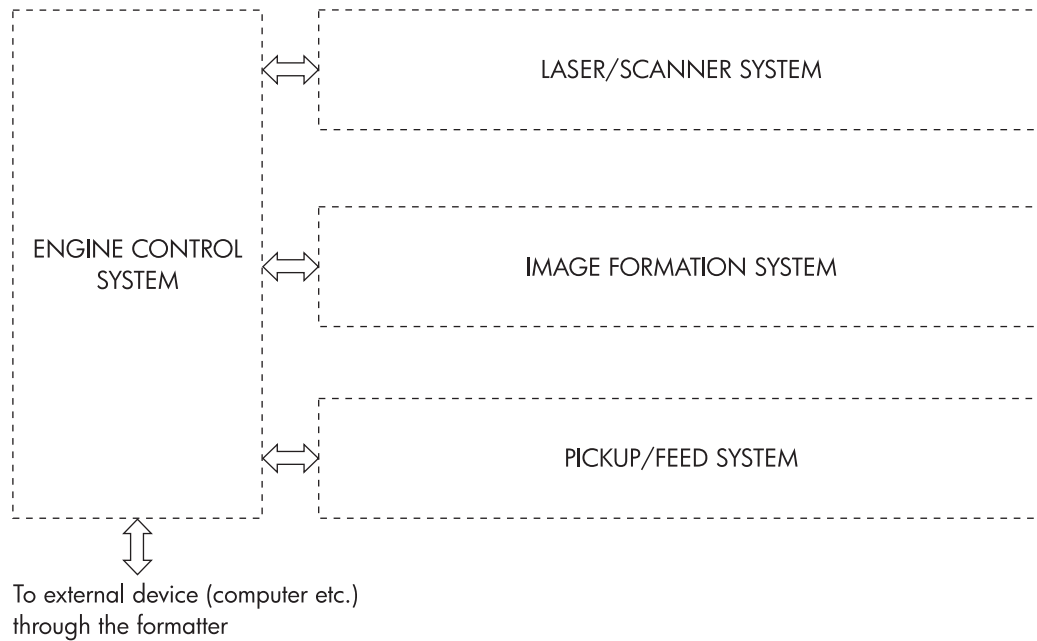 LASER/SCANNER SYSTEM
ENGINE CONTROL
SYSTEM
IMAGE FORMATION SYSTEM
PICKUP/FEED SYSTEM
To external device (computer etc.)
through the formatter